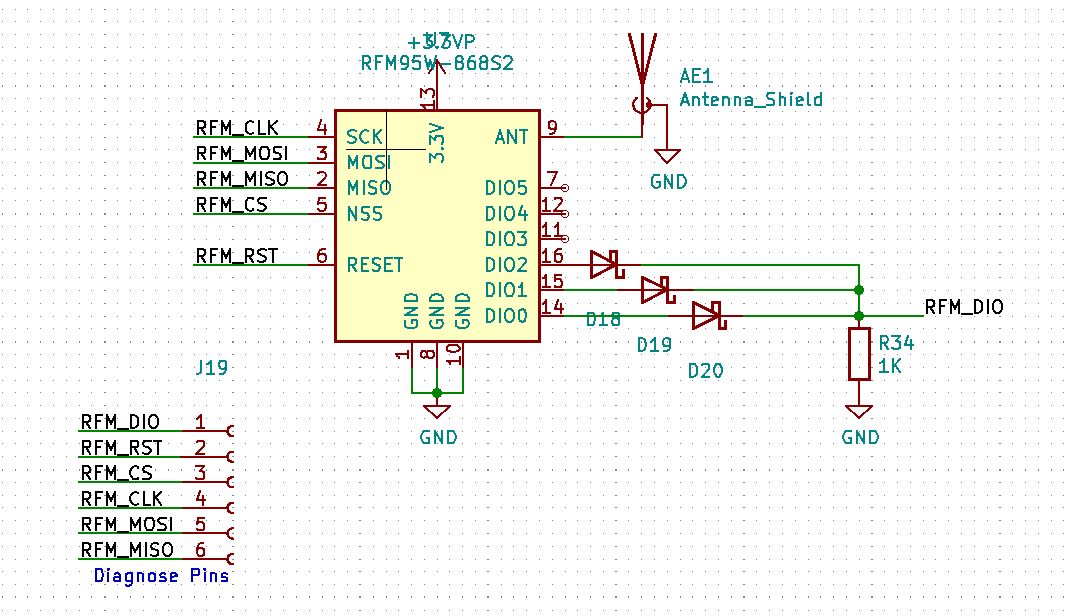 U?
+3.3VP
RFM95W-868S2
AE1
Antenna_Shield
GND
13
3.3V
RFM_CLK 4 SCK
ANT 9
RFM_MOSI 3 MOSI
RFM_MISO 2 MISO
DIO5 7
RFM_CS 5 NSS
DIO4 12
DIO3 11
RFM_RST 6 RESET
DIO2 16
DIO1 15
DIO0 14
GND GND GND
1 8 10
GND
D18
D19
D20
RFM_DIO
R34
1K
GND
J19
RFM_DIO 1
RFM_RST 2
RFM_CS 3
RFM_CLK 4
RFM_MOSI 5
RFM_MISO 6
Diagnose Pins